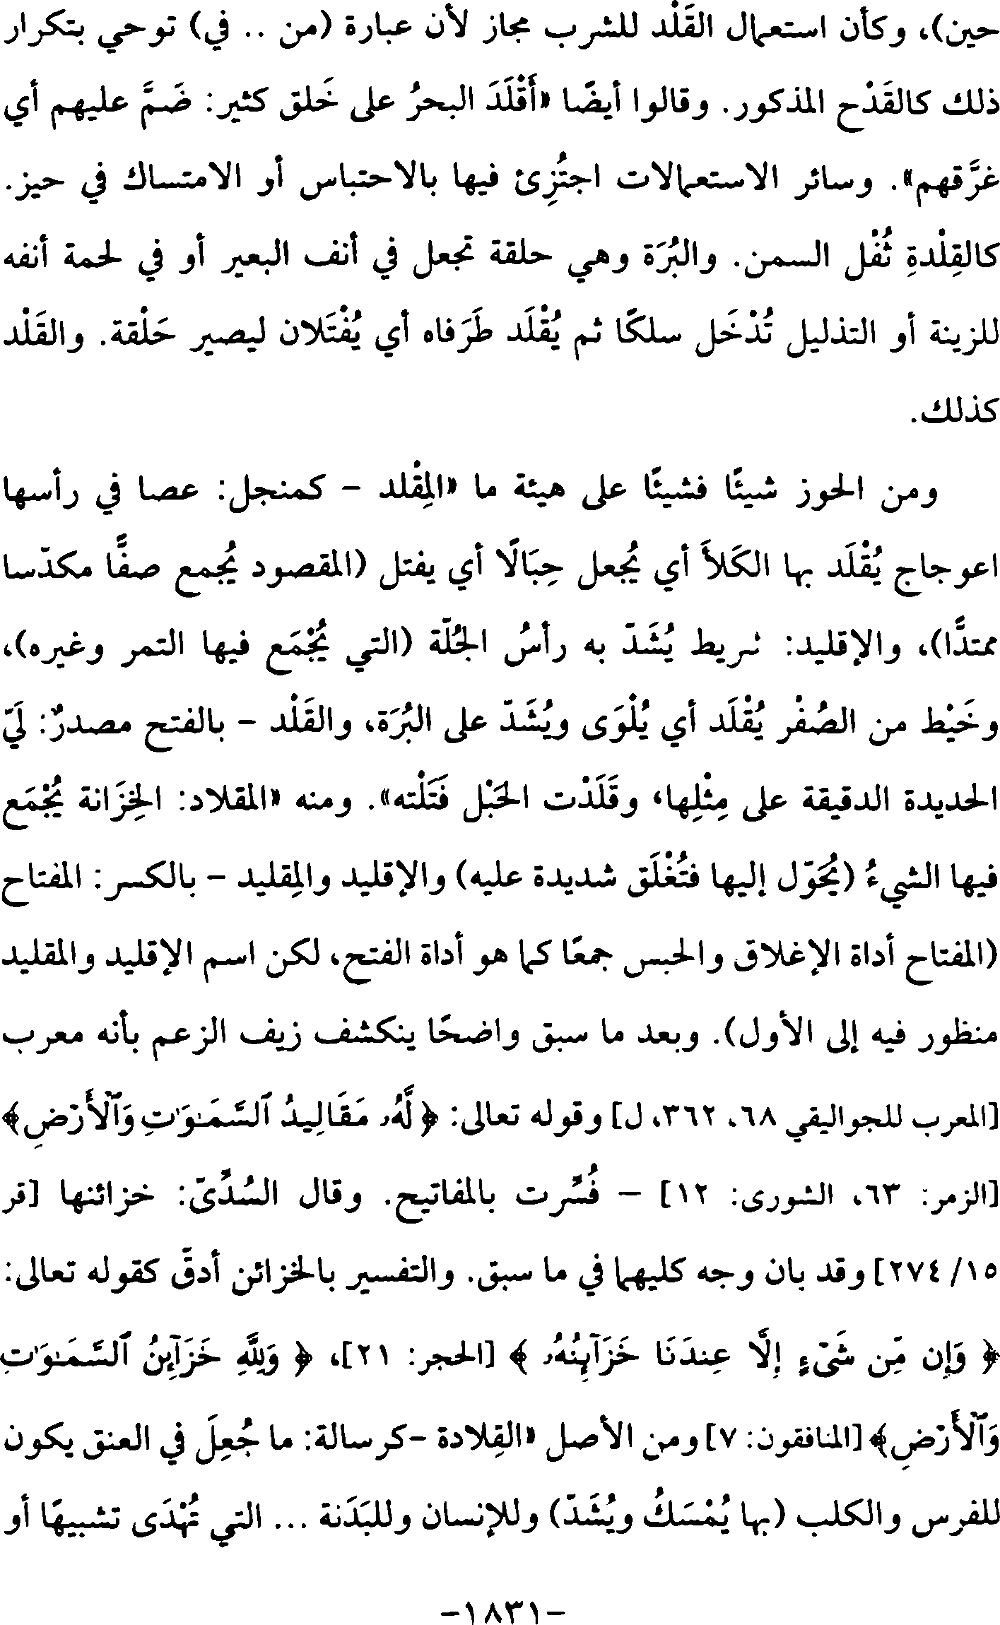 حين)، وكأن استعمال القَلْد للشرب مجاز لأن عبارة (من .. في) توحي بتكرار
ذلك كالقَدْح المذكور. وقالوا أيضًا «أَقْلَدَ البحرُ على خَلق كثير: ضَمَّ عليهم أي
غرَّقهم». وسائر الاستعمالات اجتُزِئ فيها بالاحتباس أو الامتساك في حيز.
كالقِلْدةِ ثُفْل السمن. والبُرَة وهي حلقة تجعل في أنف البعير أو في لحمة أنفه
للزينة أو التذليل تُدْخَل سلكًا ثم يُقْلَد طَرَفاه أي يُفْتَلان ليصير حَلْقة. والقَلْد
كذلك.
ومن الحوز شيئًا فشيئًا على هيئة ما «المِقْلد – كمنجل: عصا في رأسها
اعوجاج يُقْلَد بها الكَلأَ أي يُجعل حِبَالًا أي يفتل (المقصود يُجمع صفًّا مكدّسا
ممتدًّا)، والإقليد: شريط يُشَدّ به رأسُ الجُلّة (التي يُجْمَع فيها التمر وغيره)،
وخَيْط من الصُفْر يُقْلَد أي يُلْوَى ويُشَدّ على البُرَة، والقَلْد – بالفتح مصدرٌ: لَيّ
الحديدة الدقيقة على مِثْلِها، وقَلَدْت الحَبْل فَتَلْته». ومنه «المقلاد: الخِزَانة يُجْمَع
فيها الشيءُ (يُحَوّل إليها فتُغْلَق شديدة عليه) والإقليد والمِقليد – بالكسر: المفتاح
(المفتاح أداة الإغلاق والحبس جمعًا كما هو أداة الفتح، لكن اسم الإقليد والمقليد
منظور فيه إلى الأول). وبعد ما سبق واضحًا ينكشف زيف الزعم بأنه معرب
[المعرب للجواليقي ٦٨، ٣٦٢، ل] وقوله تعالى: ﴿لَّهُۥ مَقَالِيدُ ٱلسَّمَـٰوَٰتِ وَٱلْأَرْضِ﴾
[الزمر: ٦٣، الشورى: ١٢] – فُسِّرت بالمفاتيح. وقال السُدِّىّ: خزائنها [قر
١٥/ ٢٧٤] وقد بان وجه كليهما في ما سبق. والتفسير بالخزائن أدقّ كقوله تعالى:
﴿ وَإِن مِّن شَىْءٍ إِلَّا عِندَنَا خَزَآئِنُهُۥ ﴾ [الحجر: ٢١]، ﴿ وَلِلَّهِ خَزَآئِنُ ٱلسَّمَـٰوَٰتِ
وَٱلْأَرْضِ﴾ [المنافقون: ٧] ومن الأصل «القِلادة –كرسالة: ما جُعِلَ في العنق يكون
للفرس والكلب (بها يُمْسَكُ ويُشَدّ) وللإنسان وللبَدَنة ... التي تُهْدَى تشبيهًا أو
–١٨٣١–